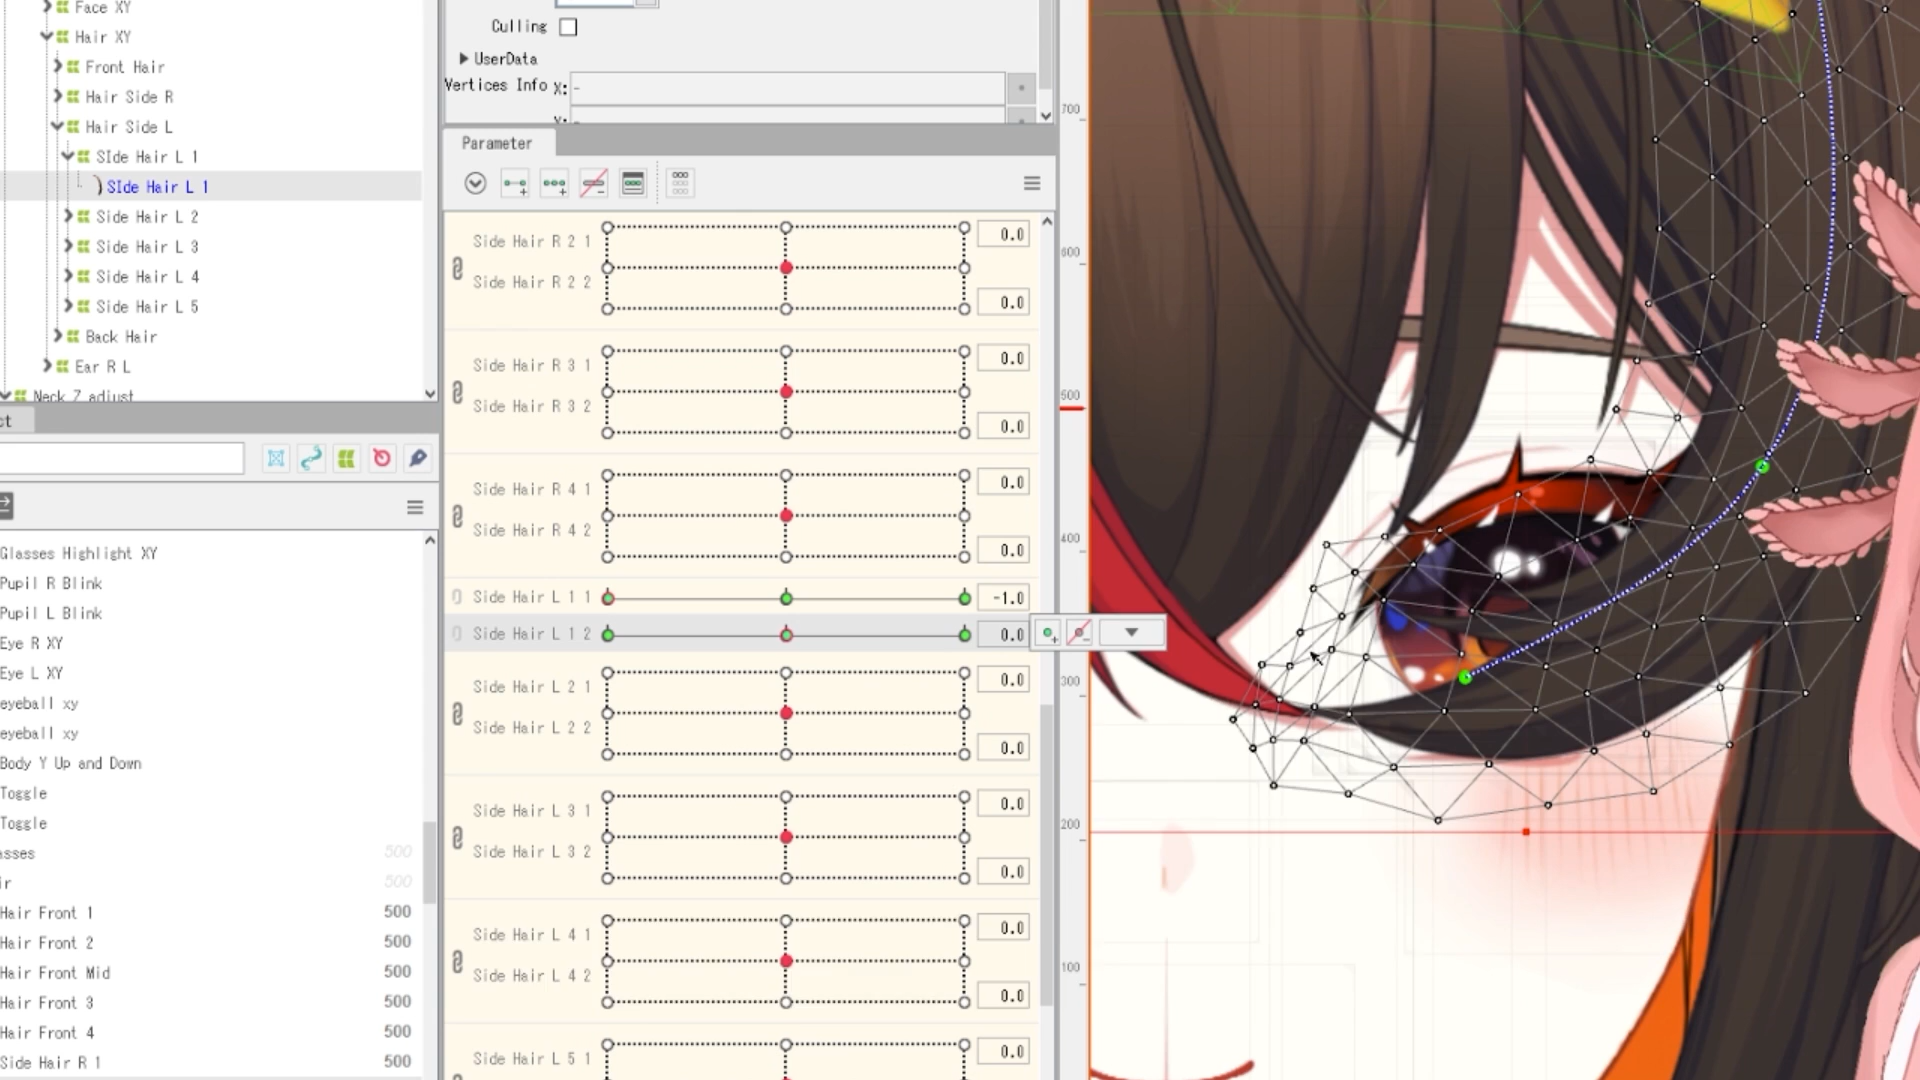 Face XY
Hair XY
Front Hair
Hair Side R
Hair Side L
SIde Hair L 1
SIde Hair L 1
Side Hair L 2
Side Hair L 3
Side Hair L 4
Side Hair L 5
Back Hair
Ear R L
Neck Z adjust
ct
Glasses Highlight XY
Pupil R Blink
Pupil L Blink
Eye R XY
Eye L XY
eyeball xy
eyeball xy
Body Y Up and Down
Toggle
Toggle
asses 500
ir 500
Hair Front 1 500
Hair Front 2 500
Hair Front Mid 500
Hair Front 3 500
Hair Front 4 500
Side Hair R 1 500
Culling
UserData
Vertices Info X: -
Y: -
Parameter
Side Hair R 2 1 0.0
Side Hair R 2 2 0.0
Side Hair R 3 1 0.0
Side Hair R 3 2 0.0
Side Hair R 4 1 0.0
Side Hair R 4 2 0.0
Side Hair L 1 1 -1.0
Side Hair L 1 2 0.0
Side Hair L 2 1 0.0
Side Hair L 2 2 0.0
Side Hair L 3 1 0.0
Side Hair L 3 2 0.0
Side Hair L 4 1 0.0
Side Hair L 4 2 0.0
Side Hair L 5 1 0.0
700
600
500
400
300
200
100